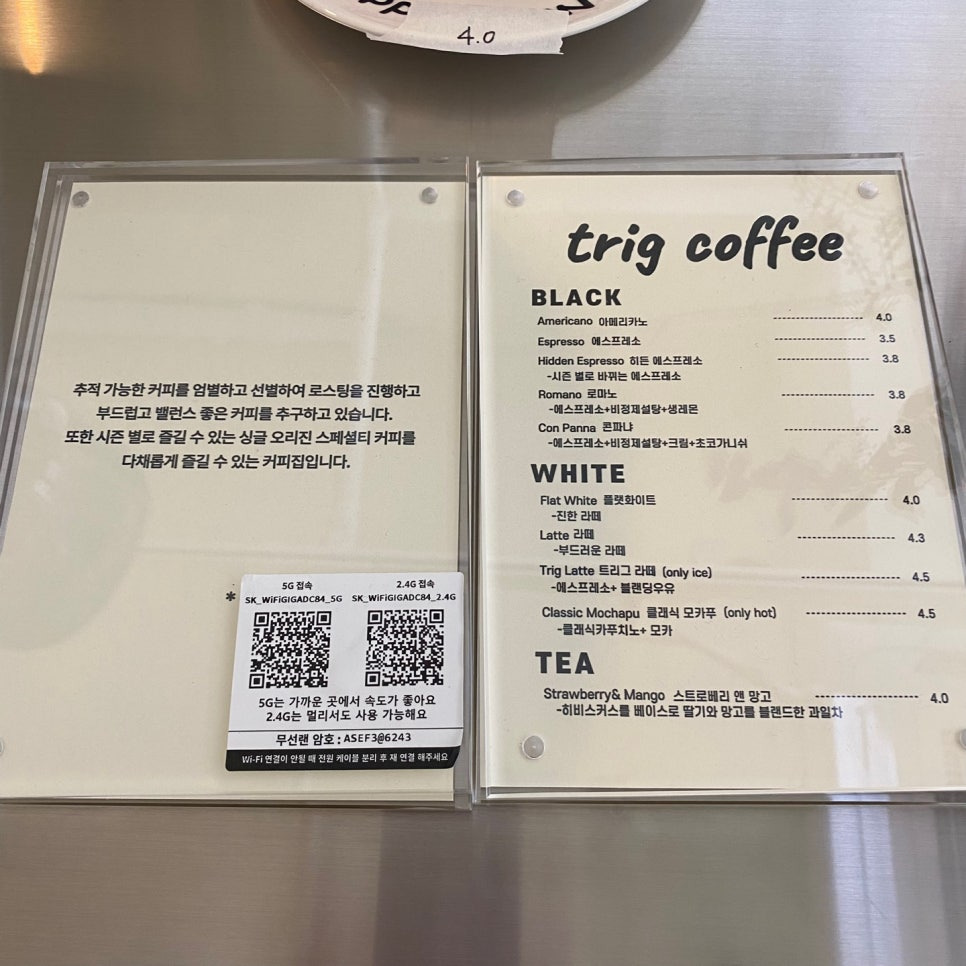 4.0
추적 가능한 커피를 엄별하고 선별하여 로스팅을 진행하고
부드럽고 밸런스 좋은 커피를 추구하고 있습니다.
또한 시즌 별로 즐길 수 있는 싱글 오리진 스페셜티 커피를
다채롭게 즐길 수 있는 커피집입니다.
5G 접속 2.4G 접속
* SK_WiFiGIGADC84_5G SK_WiFiGIGADC84_2.4G
5G는 가까운 곳에서 속도가 좋아요
2.4G는 멀리서도 사용 가능해요
무선랜 암호 : ASEF3@6243
Wi-Fi 연결이 안될 때 전원 케이블 분리 후 재 연결 해주세요
trig coffee
BLACK
Americano 아메리카노 ---------------- 4.0
Espresso 에스프레소 ---------------- 3.5
Hidden Espresso 히든 에스프레소 ---------------- 3.8
-시즌 별로 바뀌는 에스프레소
Romano 로마노 ---------------- 3.8
-에스프레소+비정제설탕+생레몬
Con Panna 콘파냐 ---------------- 3.8
-에스프레소+비정제설탕+크림+초코가니쉬
WHITE
Flat White 플랫화이트 ---------------- 4.0
-진한 라떼
Latte 라떼 ---------------- 4.3
-부드러운 라떼
Trig Latte 트리그 라떼 (only ice) ---------------- 4.5
-에스프레소+ 블랜딩우유
Classic Mochapu 클래식 모카푸 (only hot) ---------------- 4.5
-클래식카푸치노+ 모카
TEA
Strawberry& Mango 스트로베리 앤 망고 ---------------- 4.0
-히비스커스를 베이스로 딸기와 망고를 블랜드한 과일차